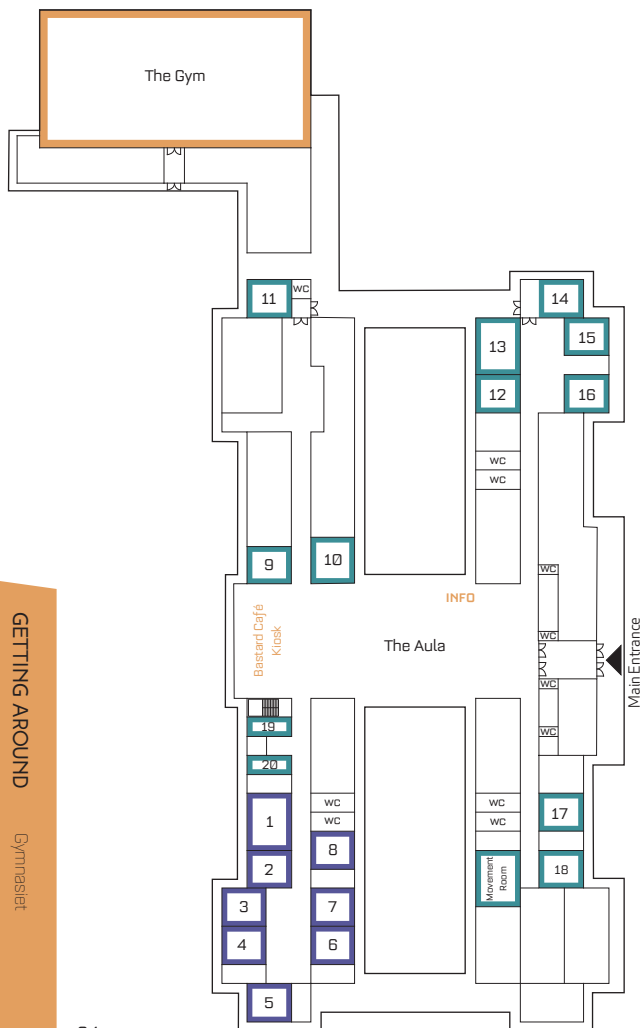 The Gym
11
WC
14
13
15
12
16
WC
WC
9
10
WC
INFO
Bastard Café
Kiosk
The Aula
WC
WC
WC
Main Entrance
19
20
1
WC
WC
8
2
3
7
4
6
5
WC
WC
17
Movement
Room
18
GETTING AROUND
Gymnasiet